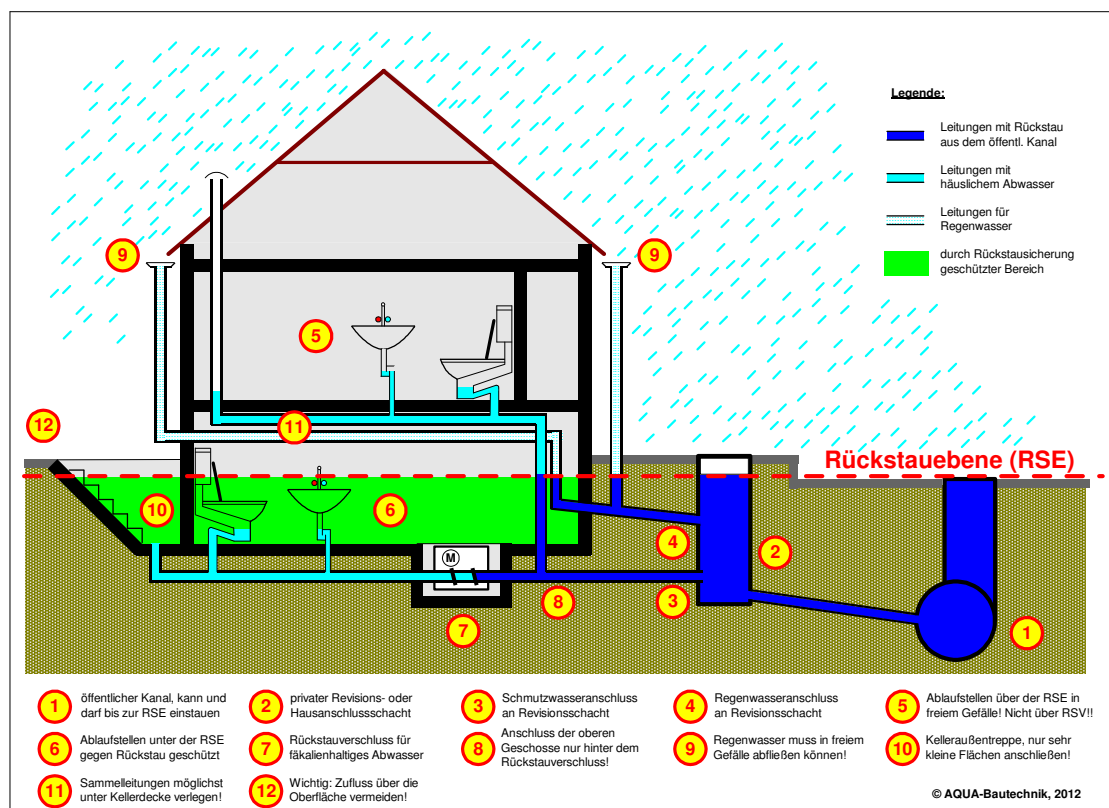 Legende:
Leitungen mit Rückstau
aus dem öffentl. Kanal
Leitungen mit
häuslichem Abwasser
Leitungen für
Regenwasser
durch Rückstausicherung
geschützter Bereich
9
9
5
12
11
Rückstauebene (RSE)
10
6
4
2
M
8
3
7
1
1
öffentlicher Kanal, kann und
darf bis zur RSE einstauen
2
privater Revisions- oder
Hausanschlussschacht
3
Schmutzwasseranschluss
an Revisionsschacht
4
Regenwasseranschluss
an Revisionsschacht
5
Ablaufstellen über der RSE in
freiem Gefälle! Nicht über RSV!!
6
Ablaufstellen unter der RSE
gegen Rückstau geschützt
7
Rückstauverschluss für
fäkalienhaltiges Abwasser
8
Anschluss der oberen
Geschosse nur hinter dem
Rückstauverschluss!
9
Regenwasser muss in freiem
Gefälle abfließen können!
10
Kelleraußentreppe, nur sehr
kleine Flächen anschließen!
11
Sammelleitungen möglichst
unter Kellerdecke verlegen!
12
Wichtig: Zufluss über die
Oberfläche vermeiden!
© AQUA-Bautechnik, 2012